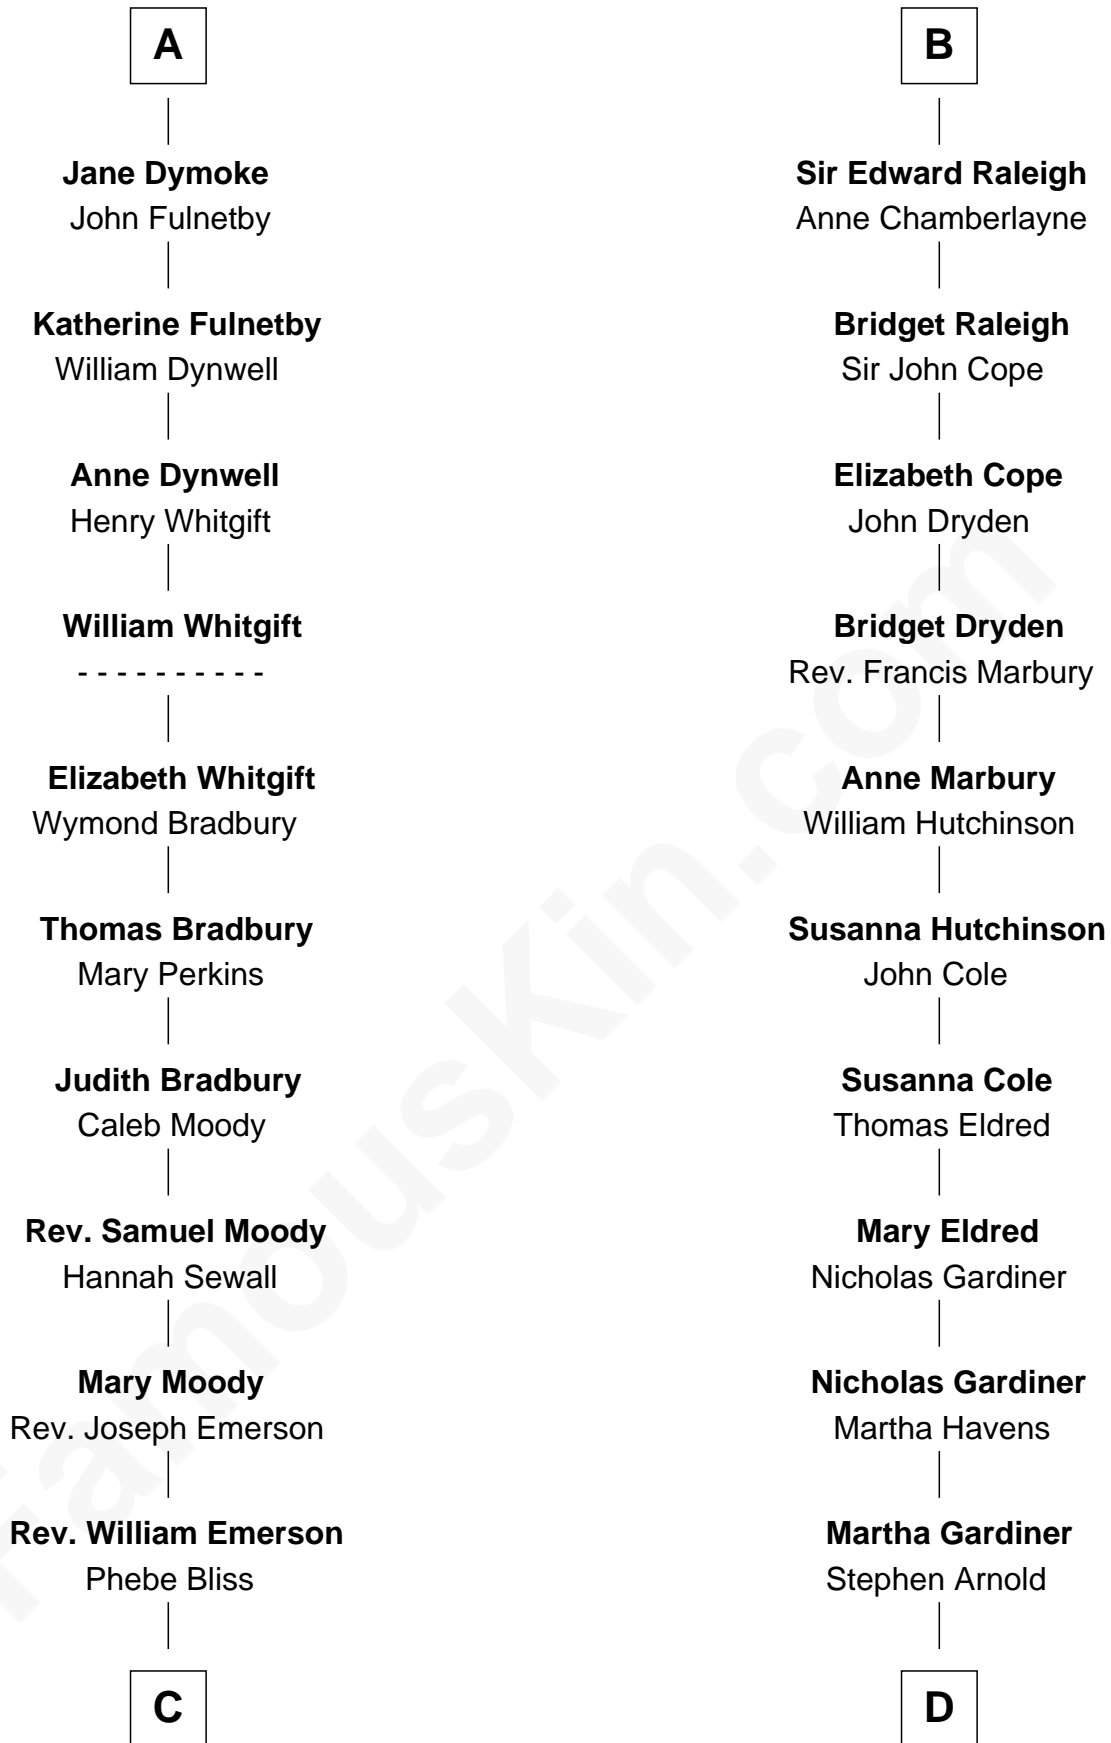 A
Jane Dymoke
John Fulnetby
Katherine Fulnetby
William Dynwell
Anne Dynwell
Henry Whitgift
William Whitgift
- - - - - - - - - -
Elizabeth Whitgift
Wymond Bradbury
Thomas Bradbury
Mary Perkins
Judith Bradbury
Caleb Moody
Rev. Samuel Moody
Hannah Sewall
Mary Moody
Rev. Joseph Emerson
Rev. William Emerson
Phebe Bliss
C
B
Sir Edward Raleigh
Anne Chamberlayne
Bridget Raleigh
Sir John Cope
Elizabeth Cope
John Dryden
Bridget Dryden
Rev. Francis Marbury
Anne Marbury
William Hutchinson
Susanna Hutchinson
John Cole
Susanna Cole
Thomas Eldred
Mary Eldred
Nicholas Gardiner
Nicholas Gardiner
Martha Havens
Martha Gardiner
Stephen Arnold
D
FamousKin.com